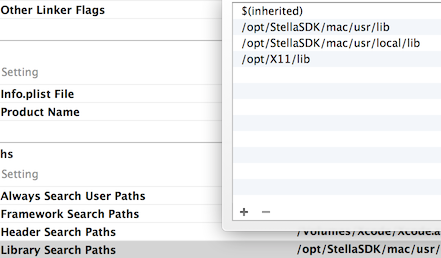 Other Linker Flags
Setting
Info.plist File
Product Name
hs
Setting
Always Search User Paths
Framework Search Paths
Header Search Paths
Library Search Paths
$(inherited)
/opt/StellaSDK/mac/usr/lib
/opt/StellaSDK/mac/usr/local/lib
/opt/X11/lib
+ −
/Volumes/Xcode/Xcode.a
/opt/StellaSDK/mac/usr/